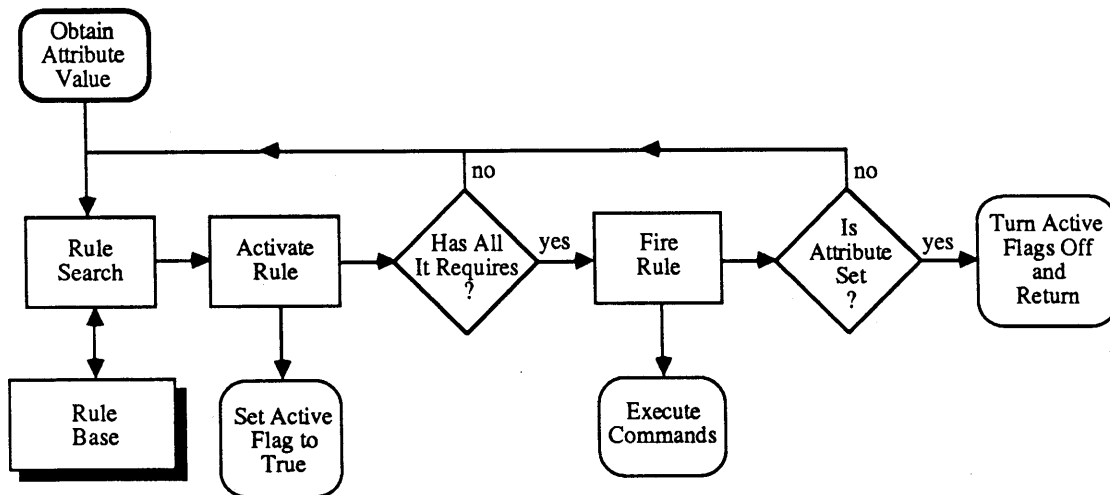 Obtain
Attribute
Value
no
no
Rule
Search
Activate
Rule
Has All
It Requires
?
yes
Fire
Rule
Is
Attribute
Set
?
yes
Turn Active
Flags Off
and
Return
Rule
Base
Set Active
Flag to
True
Execute
Commands